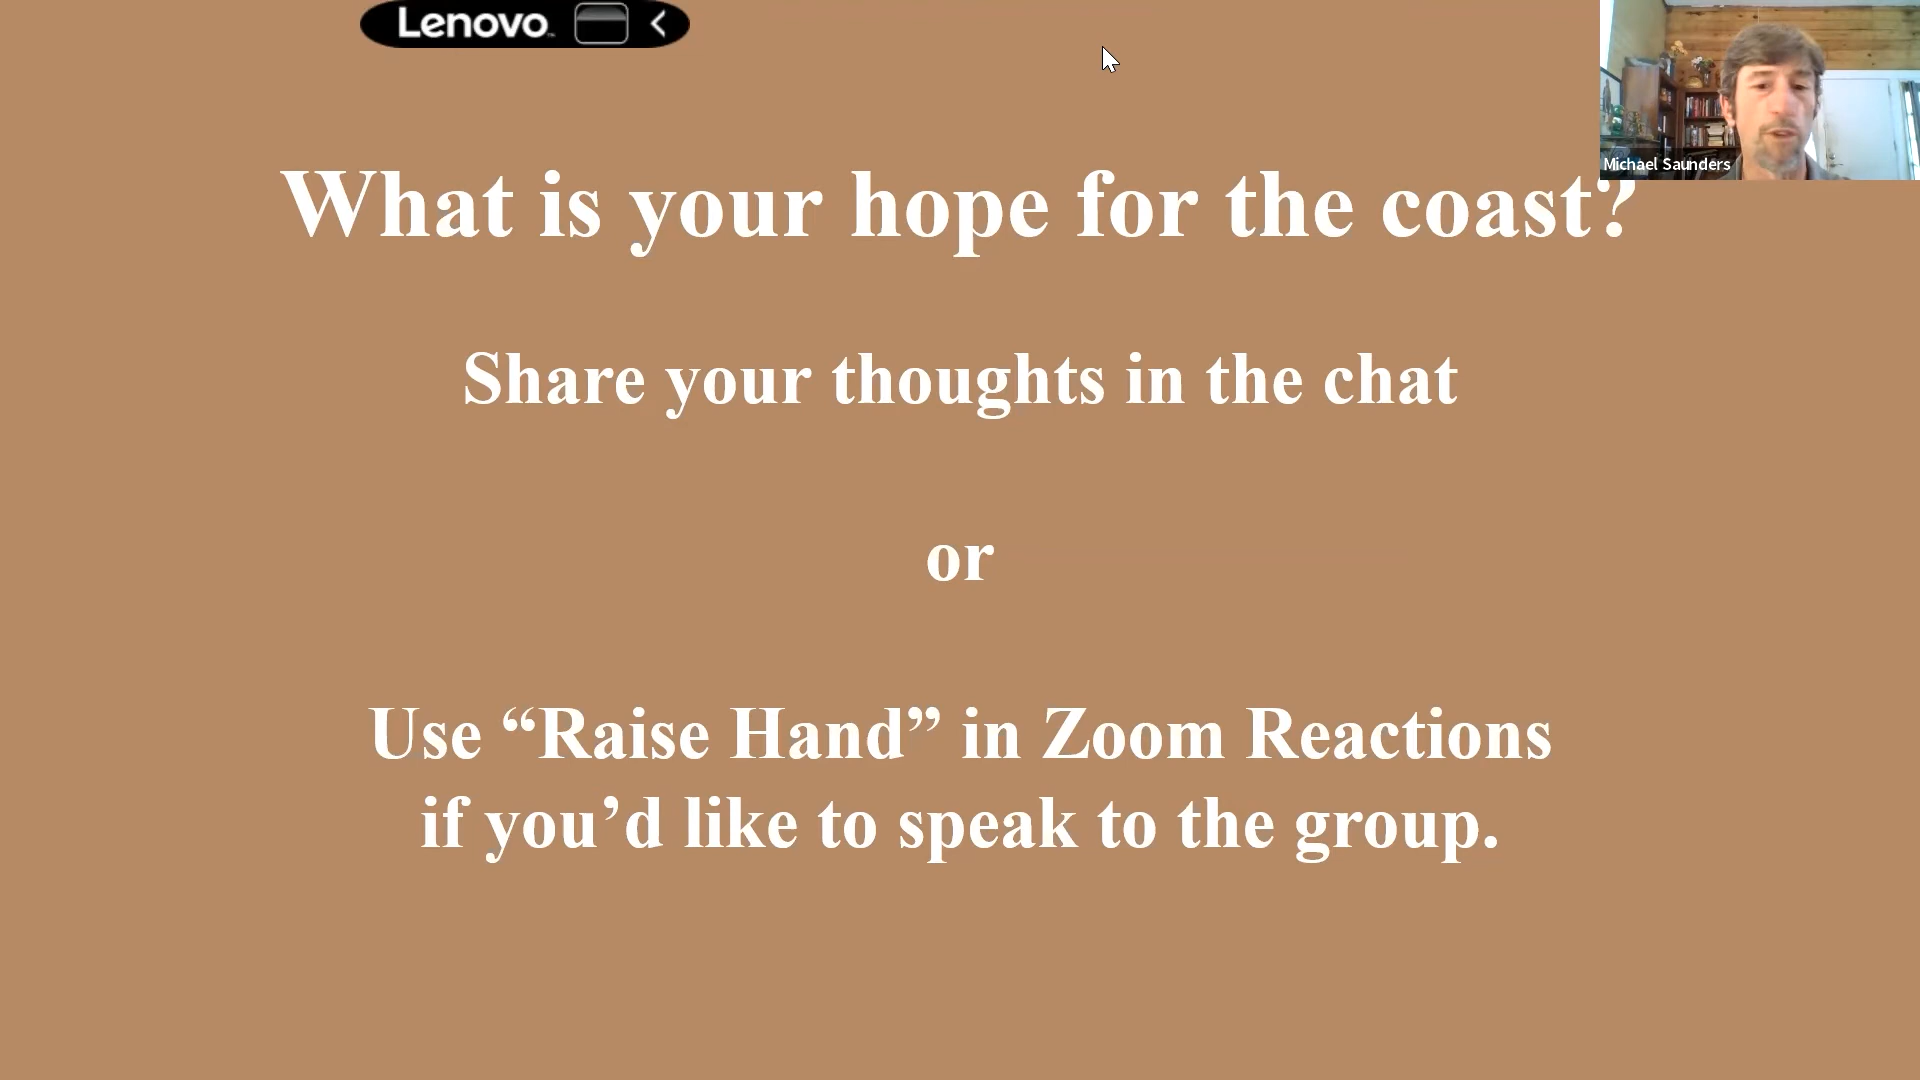 Lenovo
Michael Saunders
What is your hope for the coast?
Share your thoughts in the chat
or
Use “Raise Hand” in Zoom Reactions
if you’d like to speak to the group.